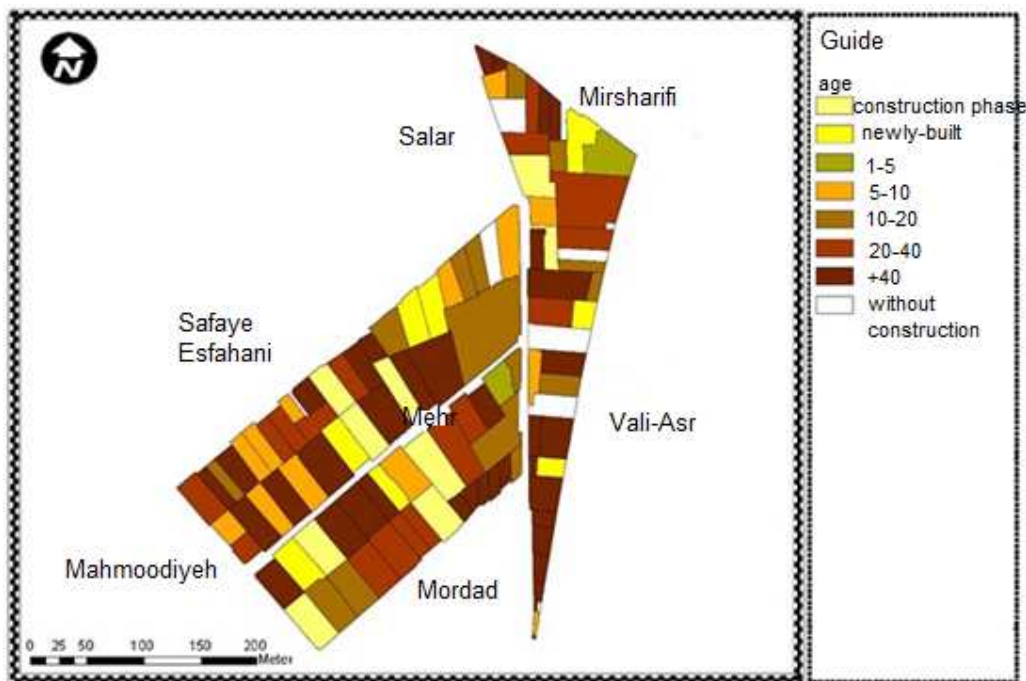 N
Mirsharifi
Salar
Safaye
Esfahani
Mehr
Vali-Asr
Mahmoodiyeh
Mordad
0 25 50 100 150 200
Meter
Guide
age
construction phase
newly-built
1-5
5-10
10-20
20-40
+40
without
construction